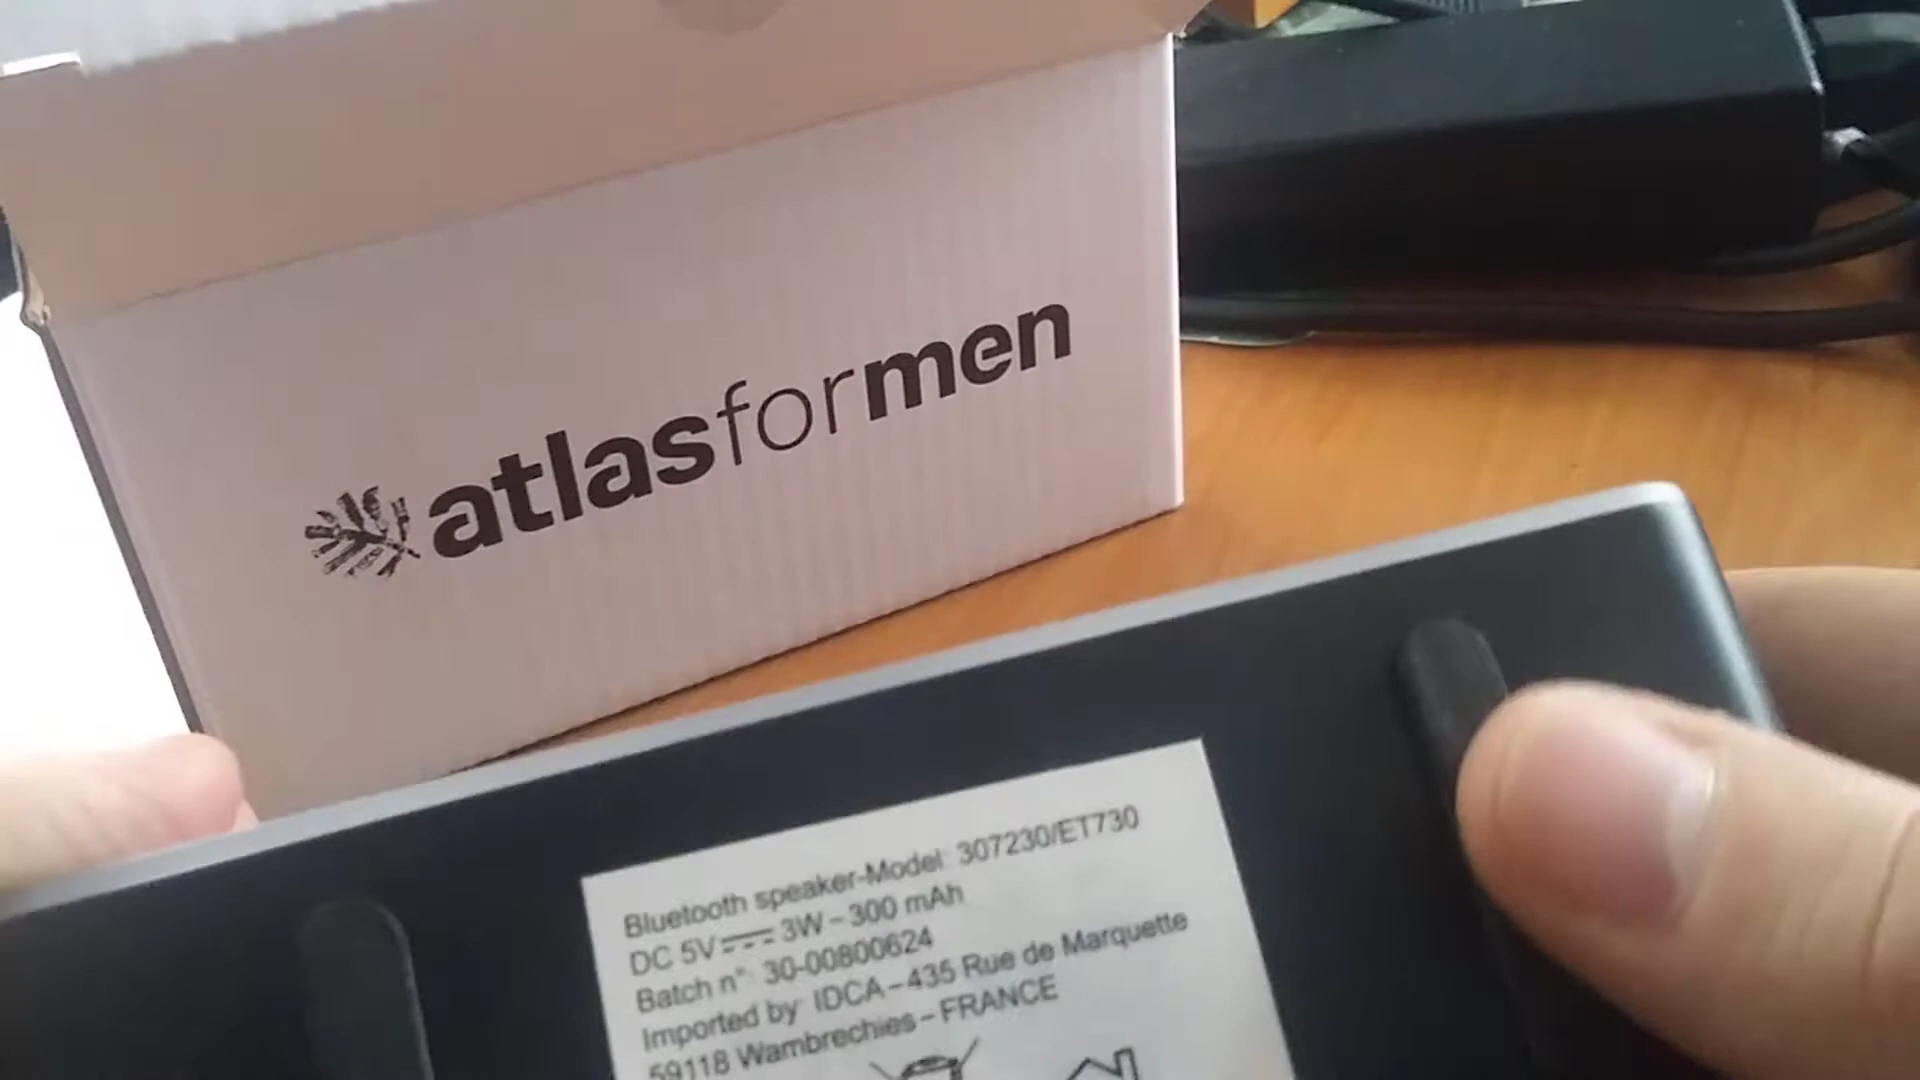 atlasformen
Bluetooth speaker-Model: 307230/ET730
DC 5V⎓3W – 300 mAh
Batch n°: 30-00800624
Imported by: IDCA – 435 Rue de Marquette
59118 Wambrechies – FRANCE